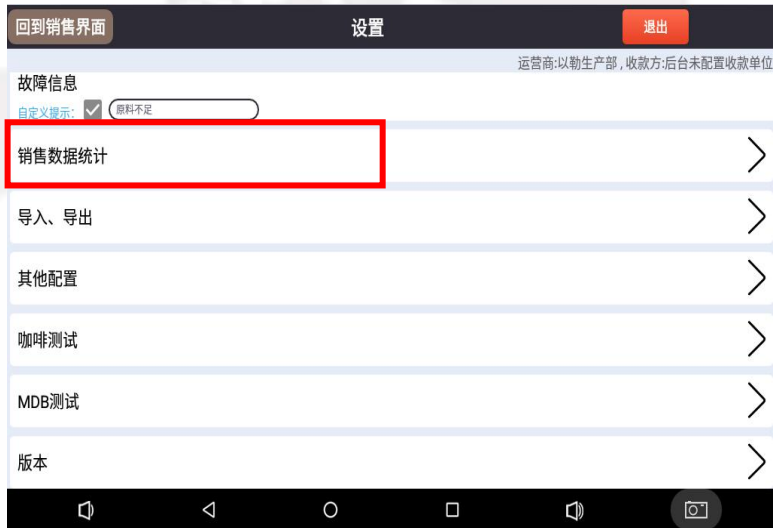 回到销售界面
设置
退出
运营商:以勒生产部 , 收款方:后台未配置收款单位
故障信息
自定义提示:
原料不足
销售数据统计
导入、导出
其他配置
咖啡测试
MDB测试
版本